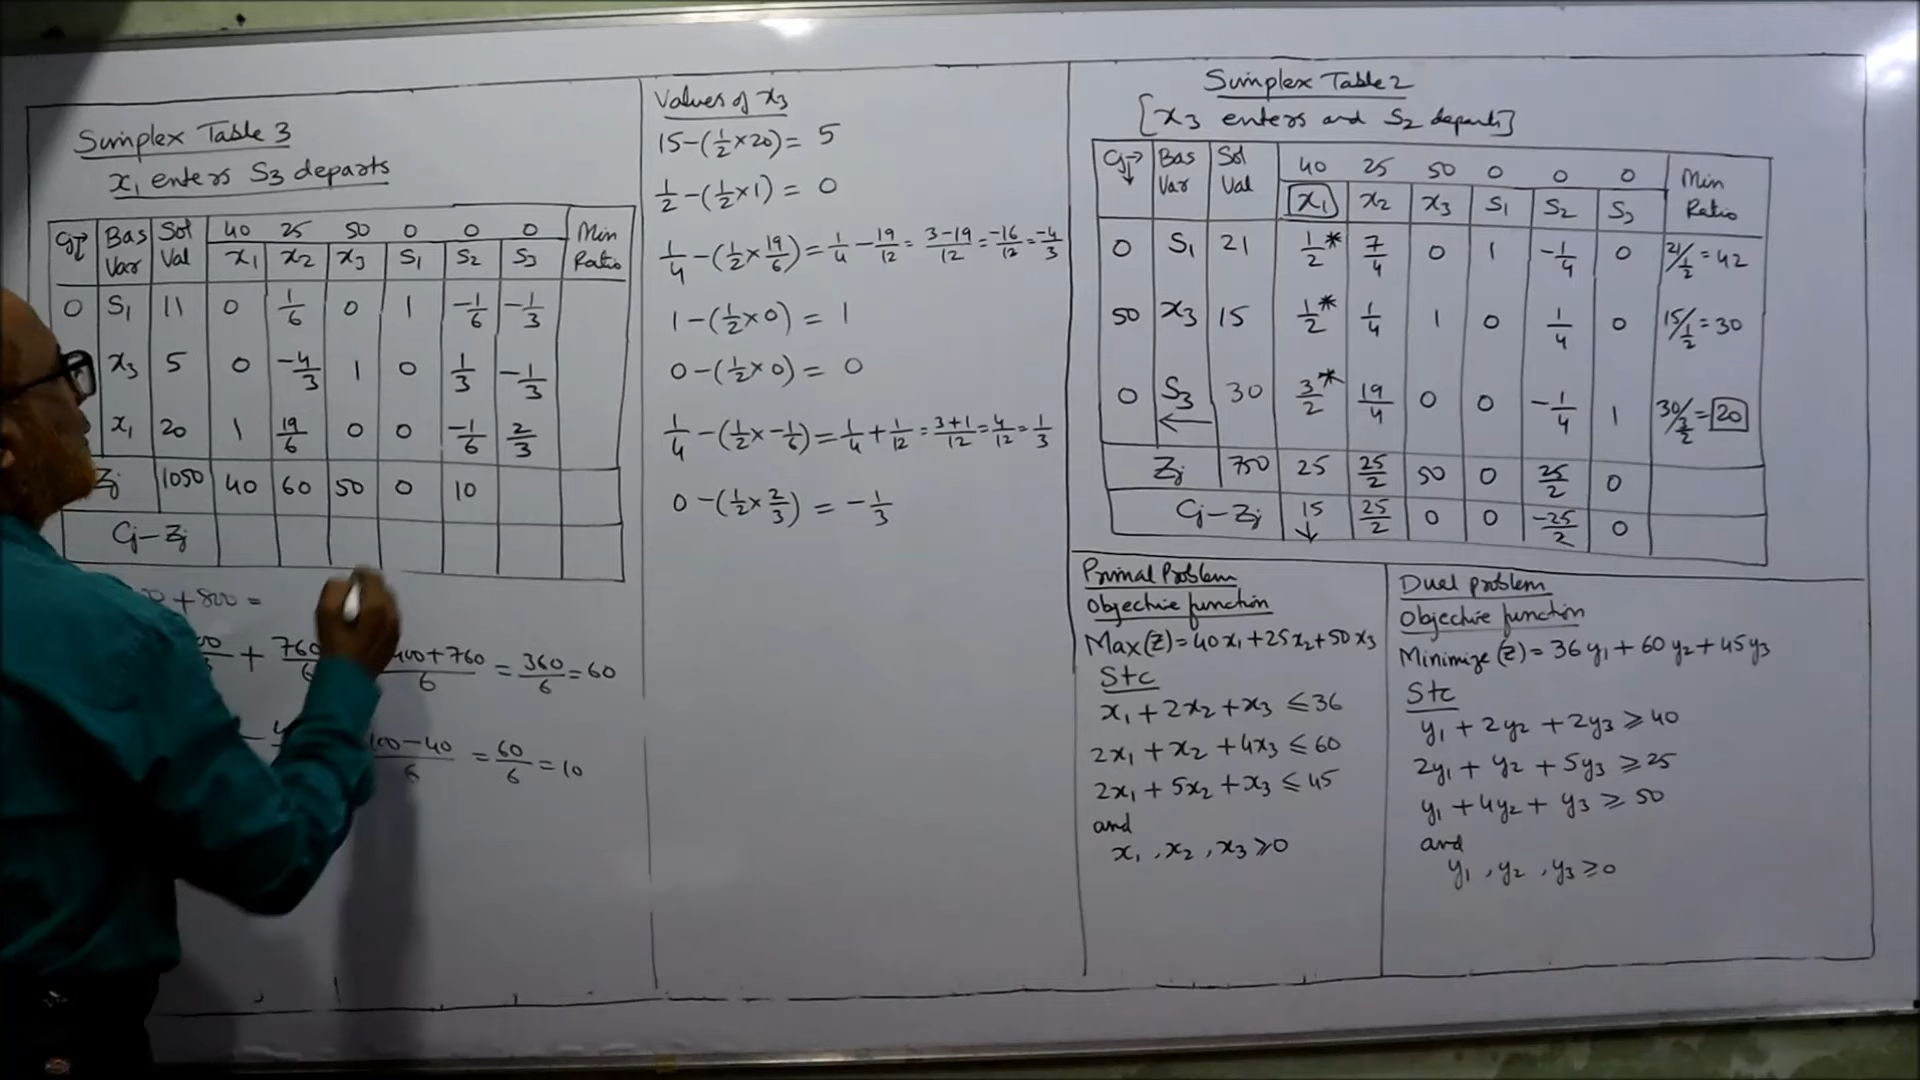 Simplex Table 3
x₁ enters S₃ departs
Cj→↓ Bas Var Sol Val 40 25 50 0 0 0 Min Ratio
x₁ x₂ x₃ S₁ S₂ S₃
0 S₁ 11 0 1/6 0 1 -1/6 -1/3
x₃ 5 0 -4/3 1 0 1/3 -1/3
x₁ 20 1 19/6 0 0 -1/6 2/3
Zj 1050 40 60 50 0 10
Cj-Zj
+800=
+ 760/6 400+760/6 = 360/6 = 60
100-40/6 = 60/6 = 10
Values of x₃
15-(1/2×20)= 5
1/2-(1/2×1) = 0
1/4-(1/2×19/6)=1/4-19/12=3-19/12=-16/12=-4/3
1-(1/2×0) = 1
0-(1/2×0) = 0
1/4-(1/2×-1/6)=1/4+1/12=3+1/12=4/12=1/3
0-(1/2×2/3) = -1/3
Simplex Table 2
[x₃ enters and S₂ departs]
Cj→↓ Bas Var Sol Val 40 25 50 0 0 0 Min Ratio
x₁ x₂ x₃ S₁ S₂ S₃
0 S₁ 21 1/2* 7/4 0 1 -1/4 0 21/1/2=42
50 x₃ 15 1/2* 1/4 1 0 1/4 0 15/1/2=30
0 S₃ 30 3/2* 19/4 0 0 -1/4 1 30/3/2=20
Zj 750 25 25/2 50 0 25/2 0
Cj-Zj 15 25/2 0 0 -25/2 0
Primal Problem
Objective function
Max(Z)=40x₁+25x₂+50x₃
Stc
x₁+2x₂+x₃ ≤36
2x₁+x₂+4x₃ ≤60
2x₁+5x₂+x₃ ≤45
and
x₁,x₂,x₃≥0
Dual problem
Objective function
Minimize(Z)=36y₁+60y₂+45y₃
Stc
y₁+2y₂+2y₃≥40
2y₁+y₂+5y₃≥25
y₁+4y₂+y₃≥50
and
y₁,y₂,y₃≥0